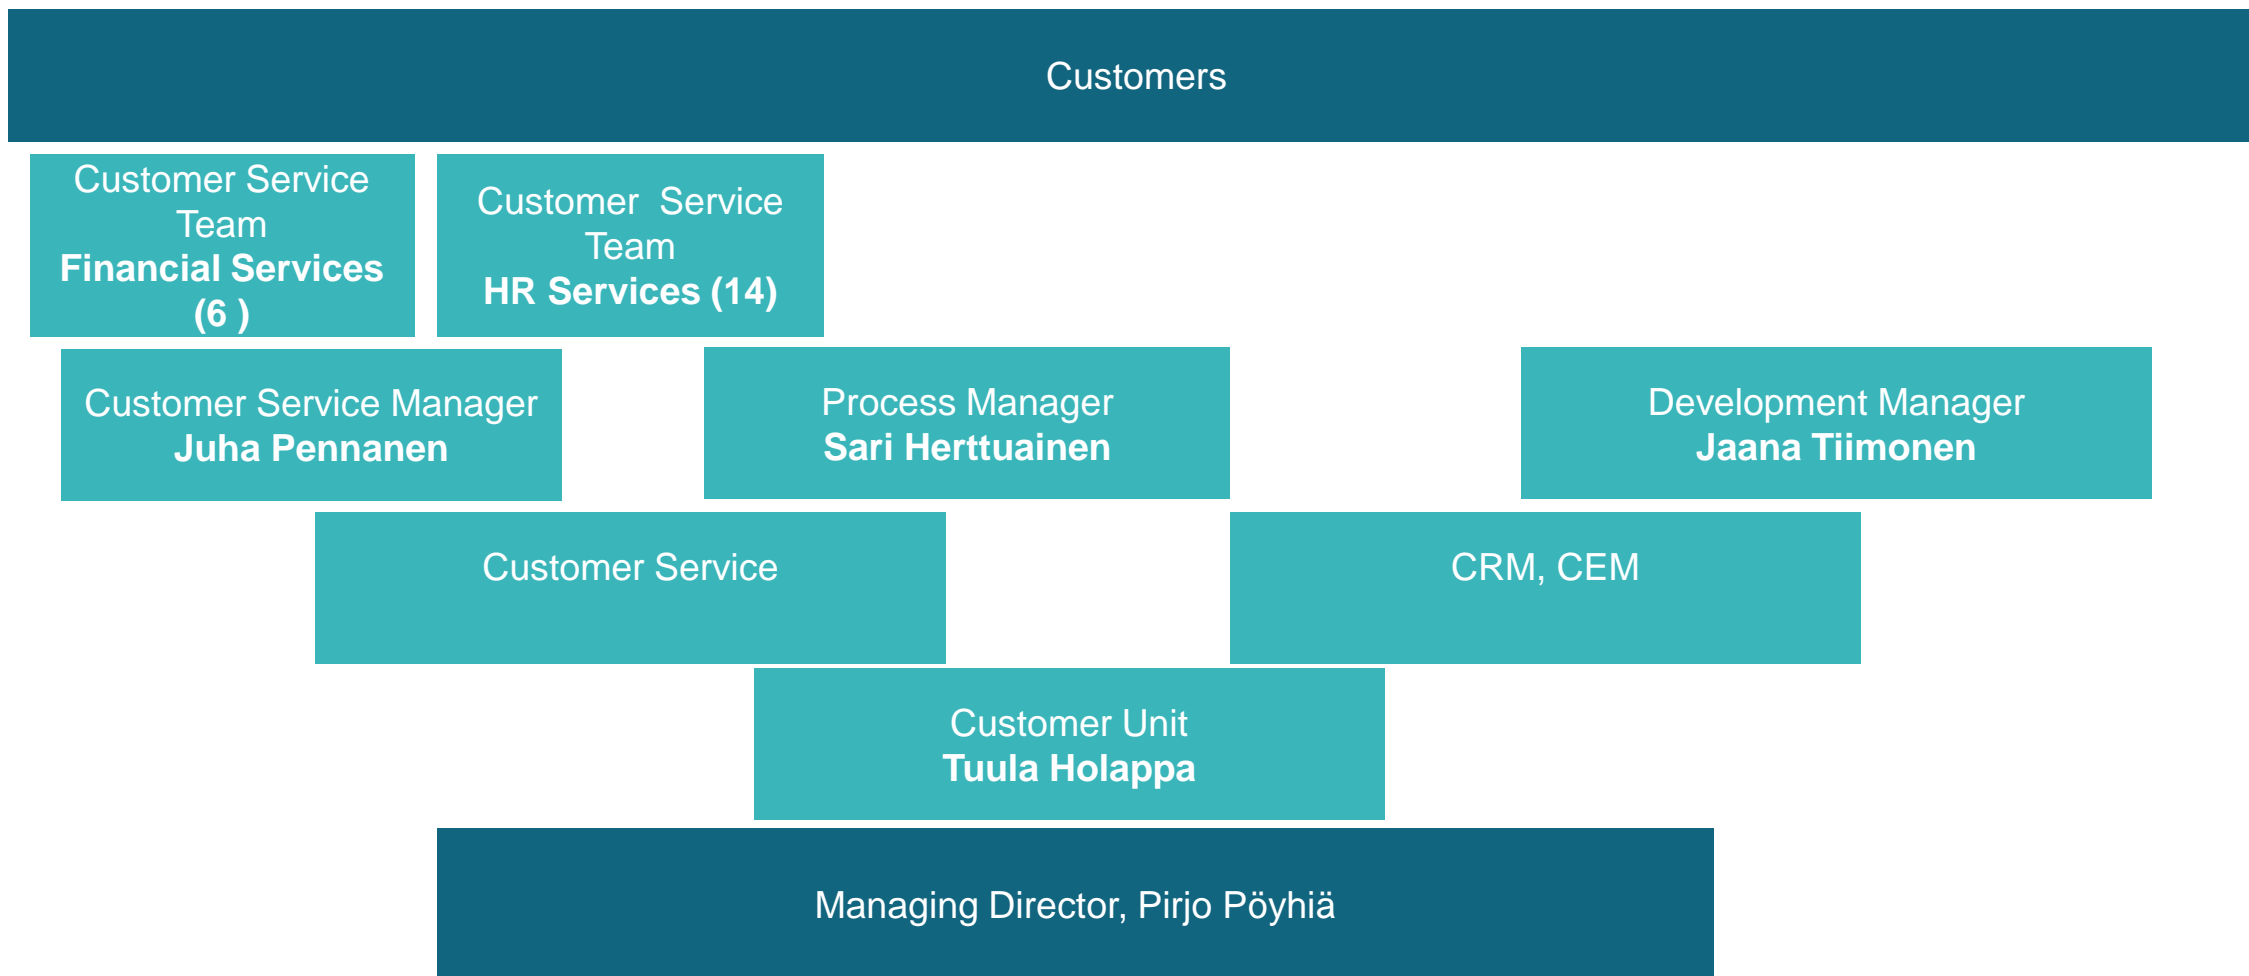 Customers
Customer Service
Team
Financial Services
(6 )
Customer  Service
Team
HR Services (14)
Customer Service Manager
Juha Pennanen
Process Manager
Sari Herttuainen
Development Manager
Jaana Tiimonen
Customer Service
CRM, CEM
Customer Unit
Tuula Holappa
Managing Director, Pirjo Pöyhiä